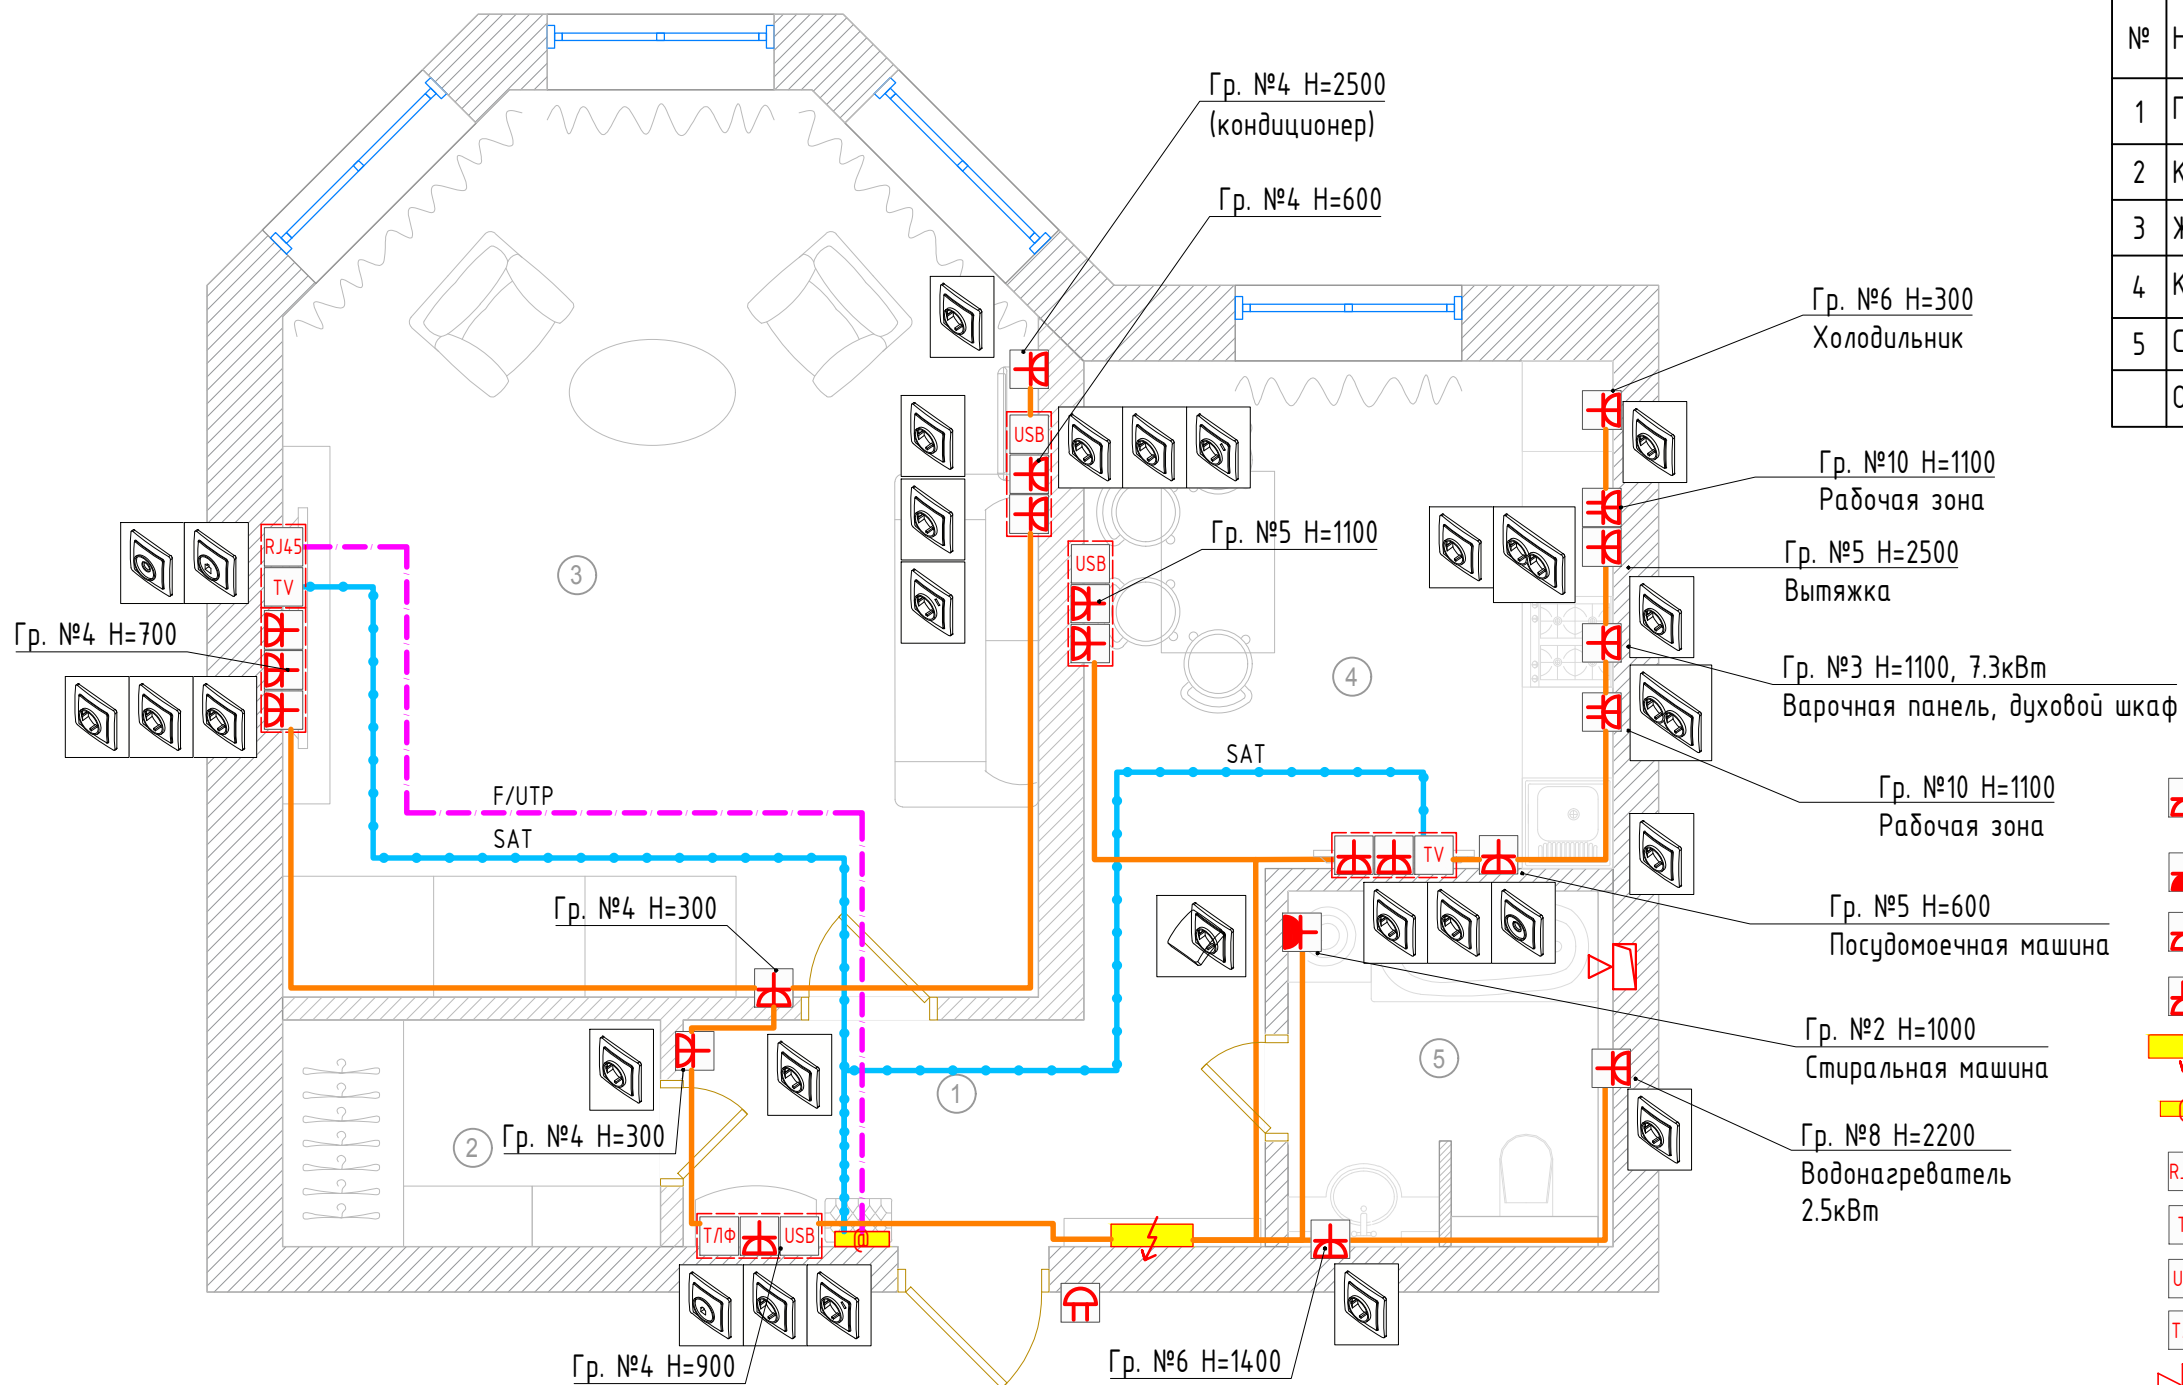 №
1
2
3
4
5
Гр. №4 H=2500
(кондиционер)
Гр. №4 H=600
Гр. №6 H=300
Холодильник
Гр. №10 H=1100
Рабочая зона
Гр. №5 H=2500
Вытяжка
Гр. №3 H=1100, 7.3кВт
Варочная панель, духовой шкаф
Гр. №10 H=1100
Рабочая зона
Гр. №5 H=600
Посудомоечная машина
Гр. №2 H=1000
Стиральная машина
Гр. №8 H=2200
Водонагреватель
2.5кВт
Гр. №6 H=1400
Гр. №5 H=1100
Гр. №4 H=700
Гр. №4 H=300
Гр. №4 H=300
Гр. №4 H=900
RJ45
TV
USB
USB
TV
ТЛФ
USB
@
F/UTP
SAT
SAT
3
4
5
1
2